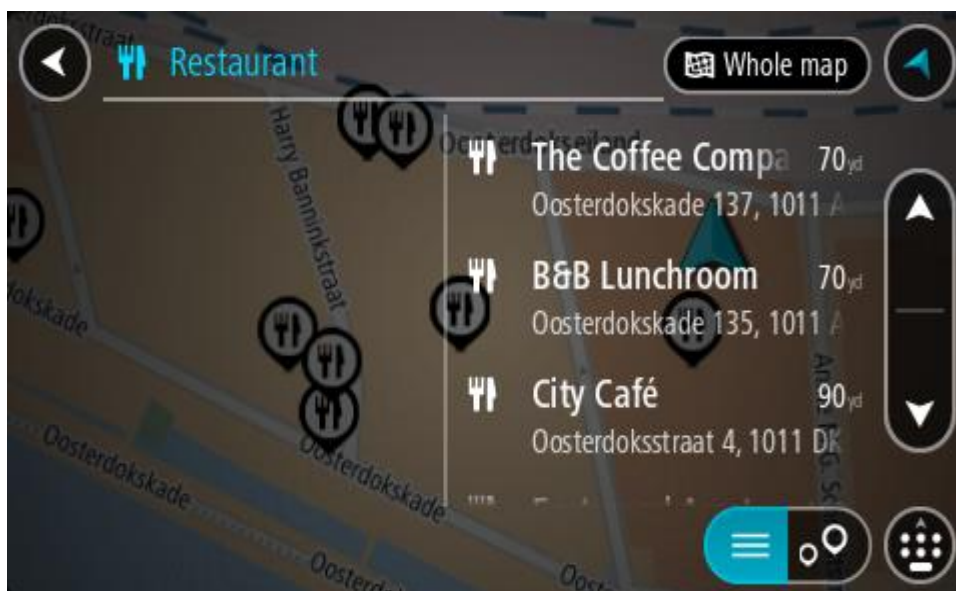 Restaurant
Whole map
Harry Banninkstraat
Oosterdokseiland
The Coffee Compa 70yd
Oosterdokskade 137, 1011 A
B&B Lunchroom 70yd
Oosterdokskade 135, 1011 A
City Café 90yd
Oosterdoksstraat 4, 1011 DK
Oosterdokskade
Oosterdokskade